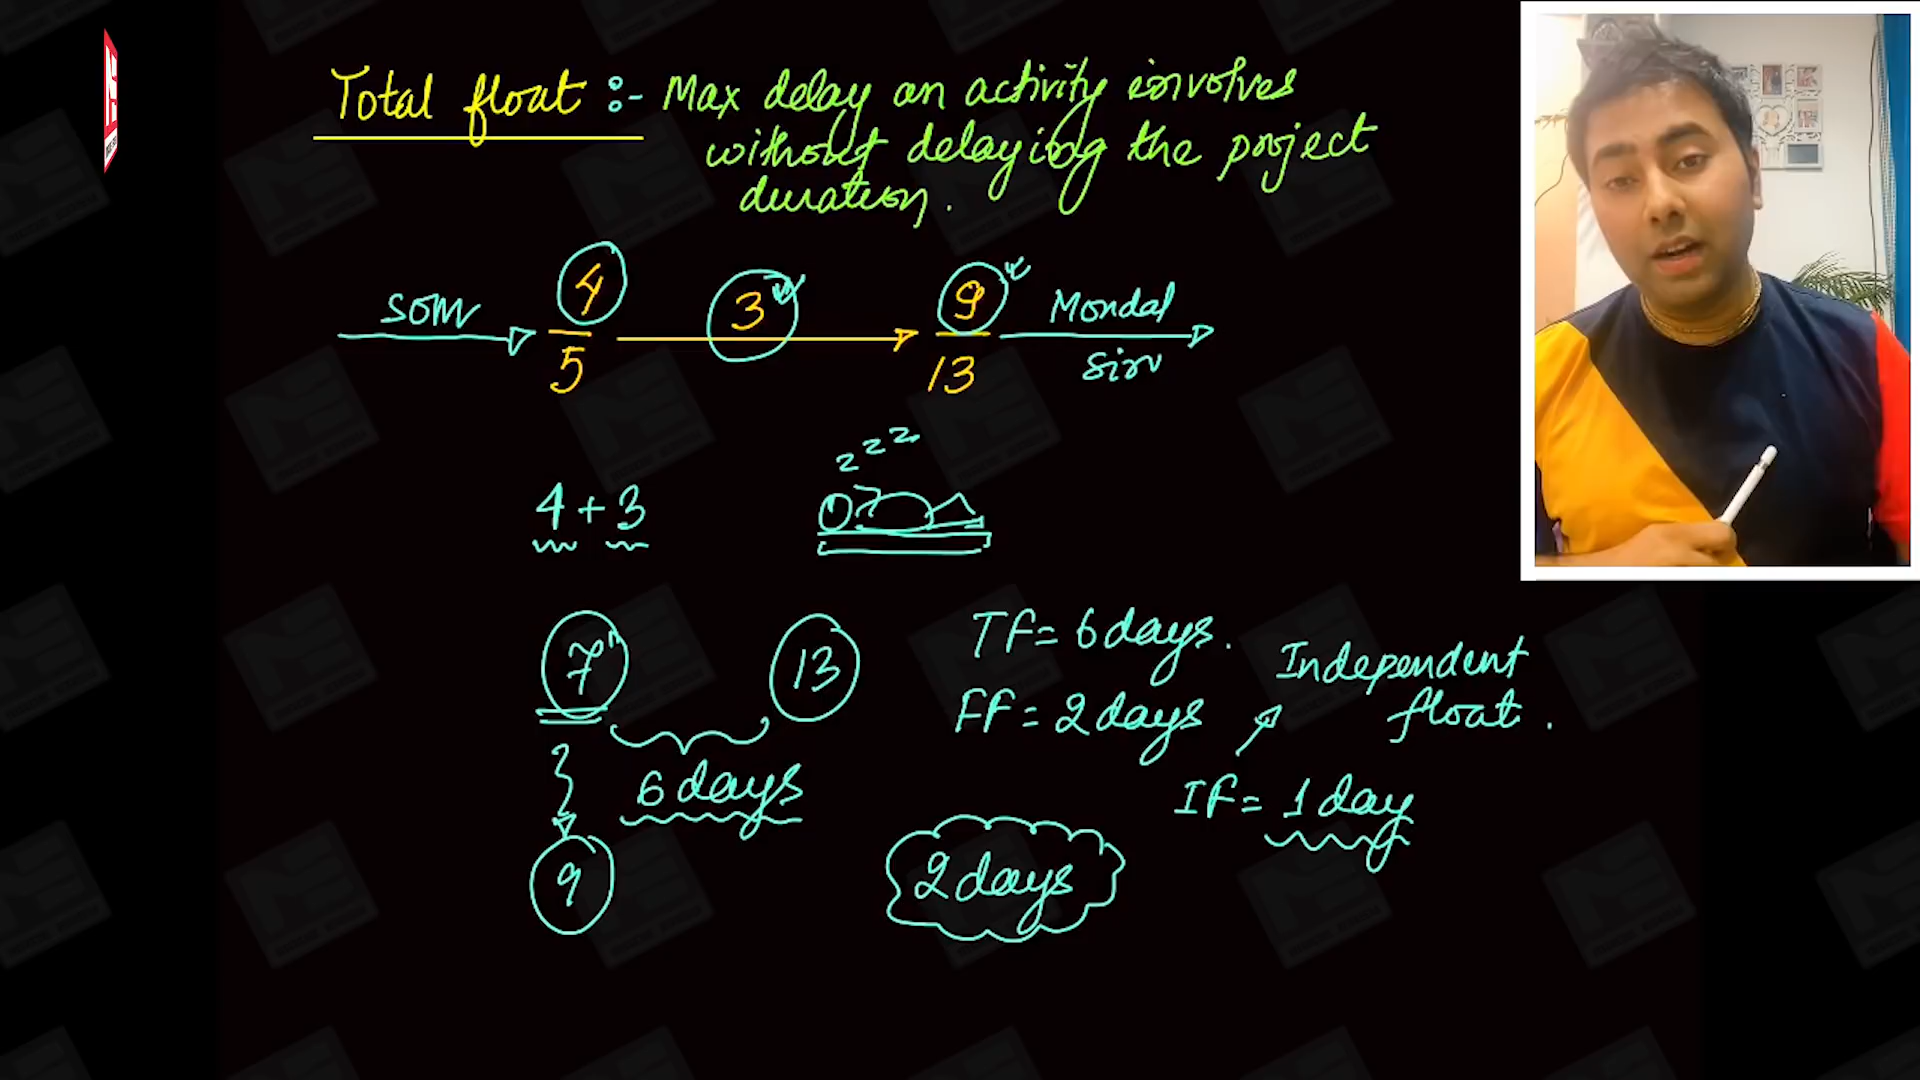 Total float :- Max delay an activity involves
without delaying the project
duration.
som 4 3 9 Mondal
5 13 sir
z z z
4 + 3
7 13 TF = 6 days. Independent
FF = 2 days float.
6 days IF = 1 day
9 2 days